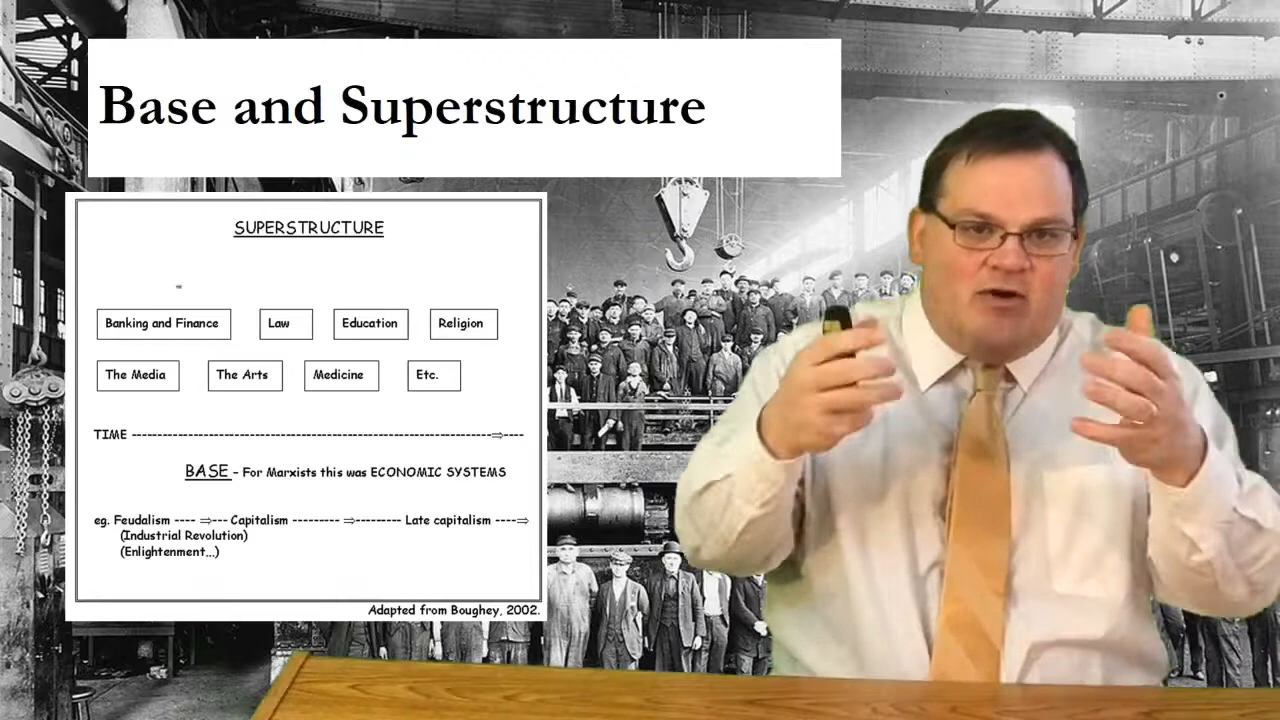 Base and Superstructure
SUPERSTRUCTURE
Banking and Finance Law Education Religion
The Media The Arts Medicine Etc.
TIME ----------------------------------------------------------------------⇒----
BASE - For Marxists this was ECONOMIC SYSTEMS
eg. Feudalism ---- ⇒--- Capitalism --------- ⇒--------- Late capitalism ----⇒
(Industrial Revolution)
(Enlightenment...)
Adapted from Boughey, 2002.